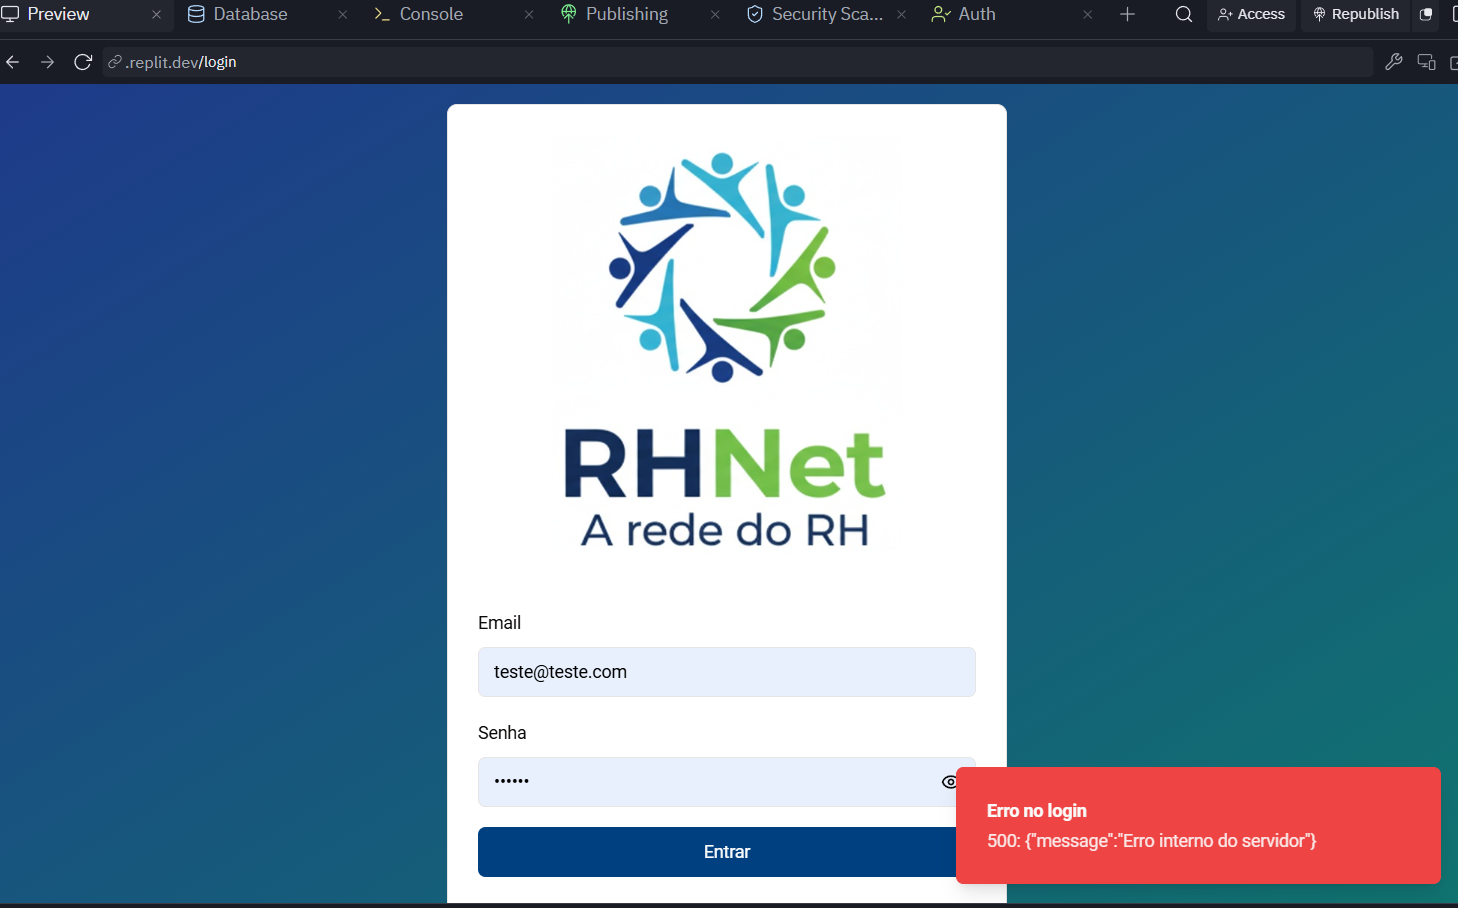 Preview
Database
Console
Publishing
Security Sca...
Auth
Access
Republish
.replit.dev/login
RHNet
A rede do RH
Email
teste@teste.com
Senha
••••••
Entrar
Erro no login
500: {"message":"Erro interno do servidor"}